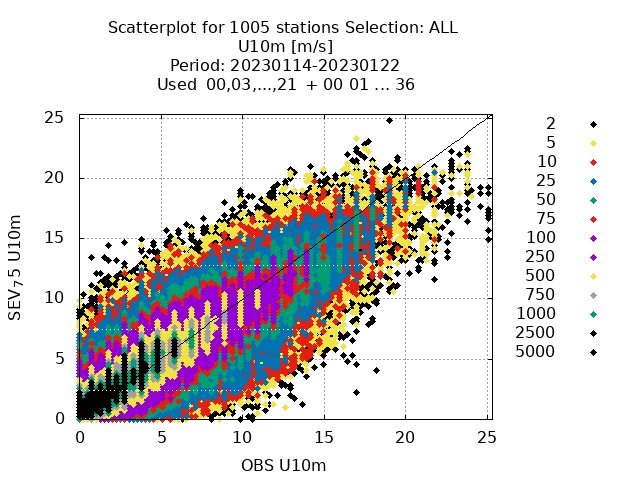 Scatterplot for 1005 stations Selection: ALL
U10m [m/s]
Period: 20230114-20230122
Used 00,03,...,21 + 00 01 ... 36
25
20
15
10
5
0
SEV₇5 U10m
0 5 10 15 20 25
OBS U10m
2
5
10
25
50
75
100
250
500
750
1000
2500
5000